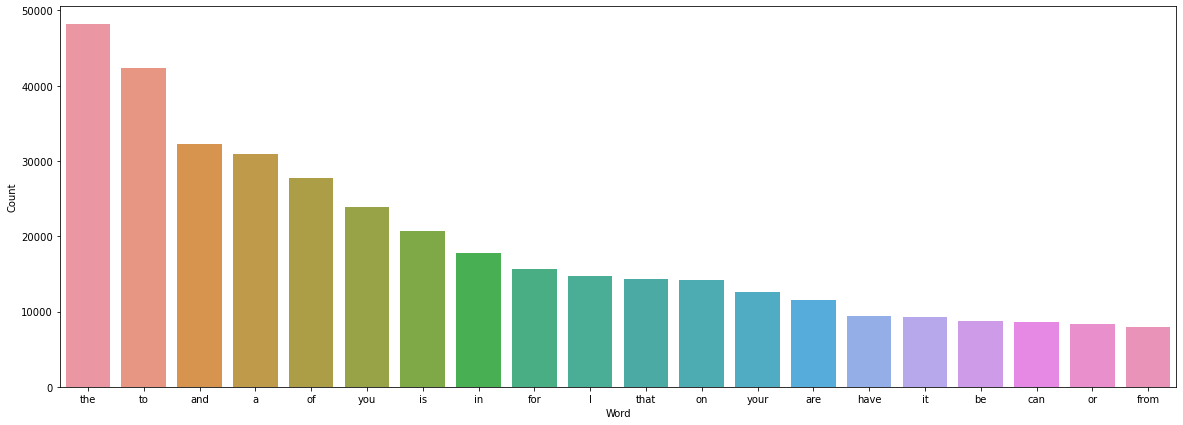 50000
40000
30000
20000
10000
0
Count
the to and a of you is in for I that on your are have it be can or from
Word